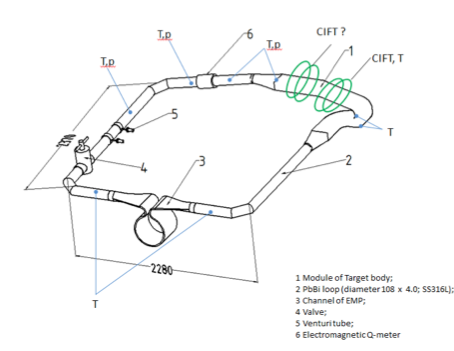 CIFT ?
6
T,p
T,p
T,p
1
CIFT, T
T,p
5
T
4
3
2
2280
T
T
1 Module of Target body;
2 PbBi loop (diameter 108 x 4.0; SS316L);
3 Channel of EMP;
4 Valve;
5 Venturi tube;
6 Electromagnetic Q-meter